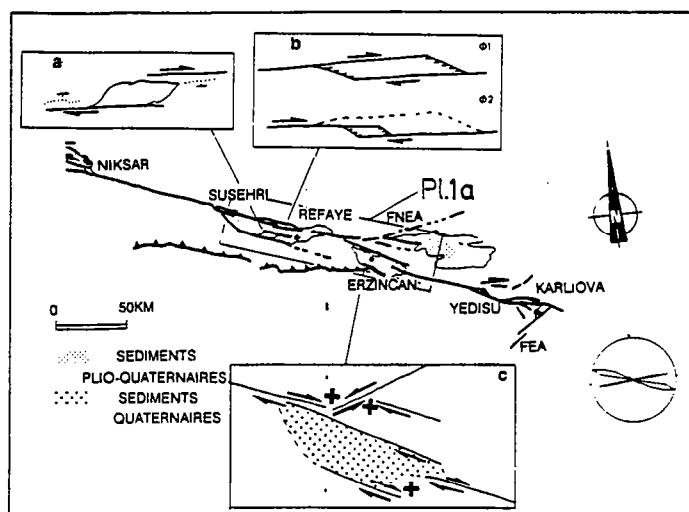 a
b
Φ1
Φ2
NIKSAR
SUSEHRI
REFAYE
Pl.1a
FNEA
N
ERZINCAN
KARLIOVA
YEDISU
FEA
0 50KM
SEDIMENTS
PLIO-QUATERNAIRES
SEDIMENTS
QUATERNAIRES
c